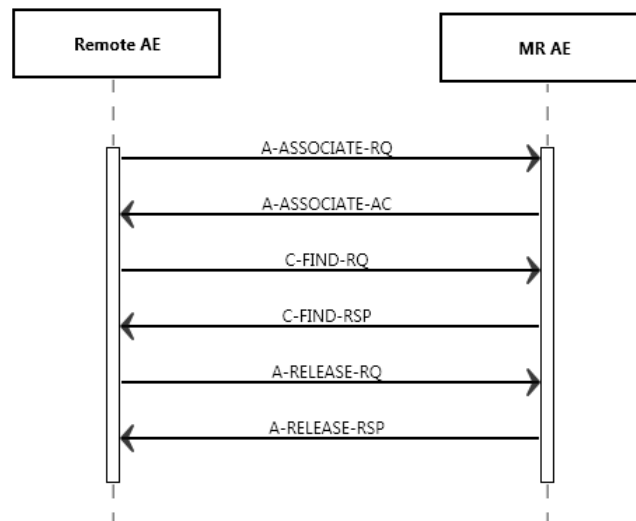 Remote AE
MR AE
A-ASSOCIATE-RQ
A-ASSOCIATE-AC
C-FIND-RQ
C-FIND-RSP
A-RELEASE-RQ
A-RELEASE-RSP